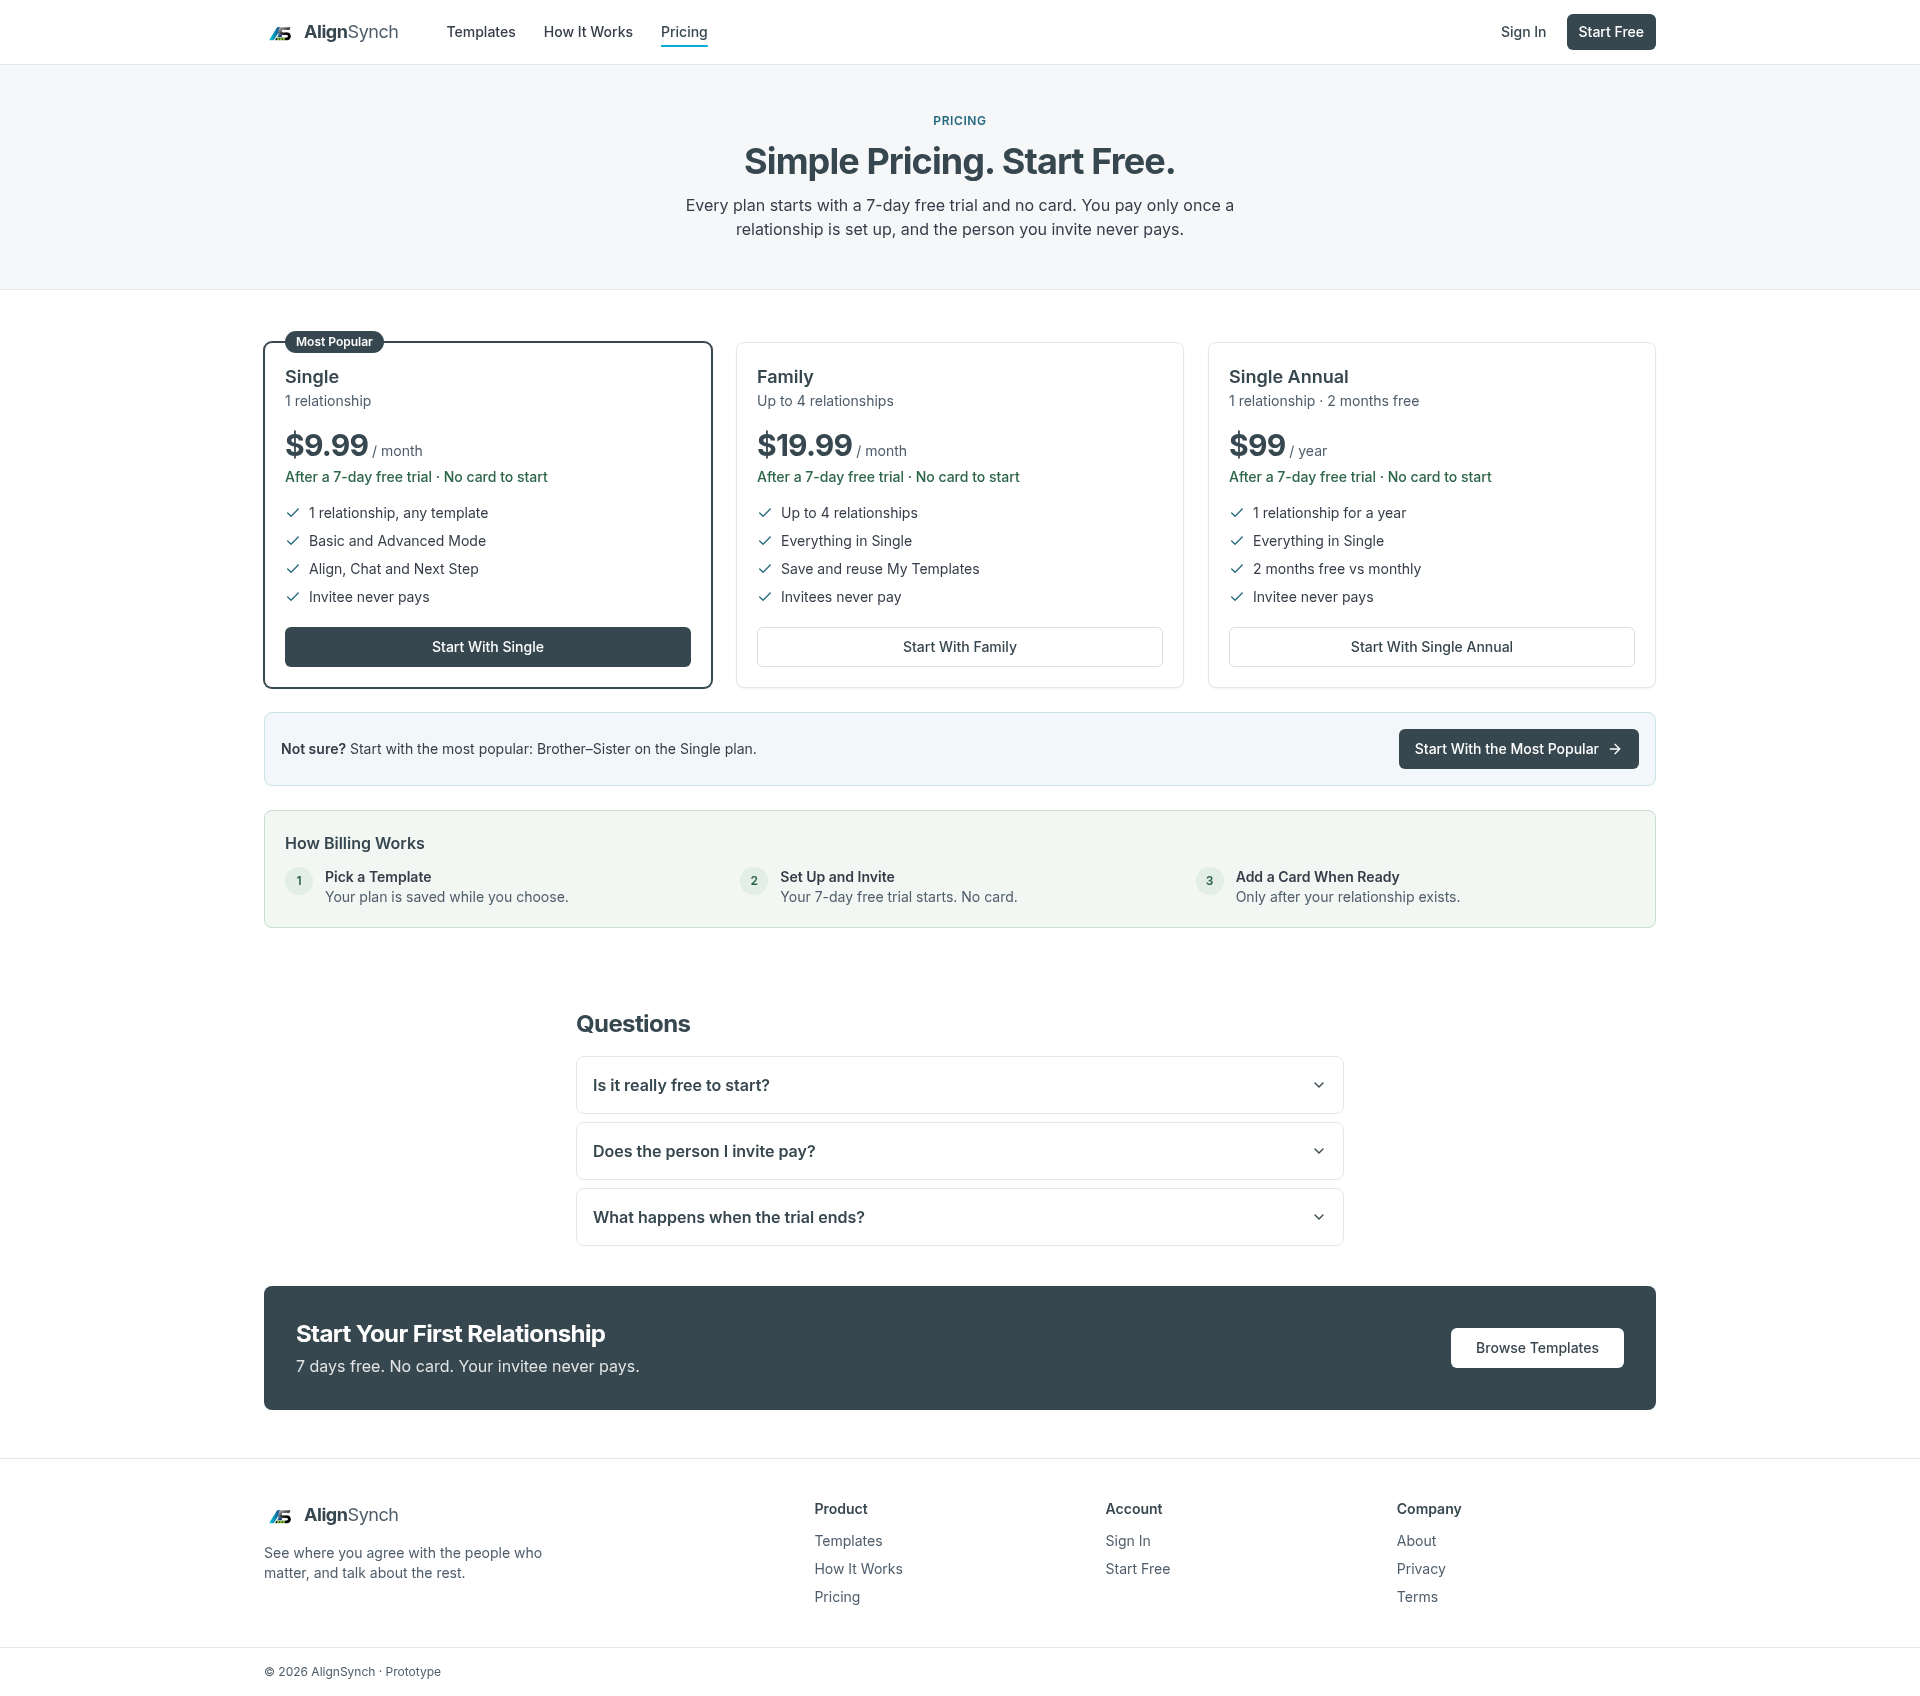 AlignSynch
Templates
How It Works
Pricing
Sign In
Start Free
PRICING
Simple Pricing. Start Free.
Every plan starts with a 7-day free trial and no card. You pay only once a
relationship is set up, and the person you invite never pays.
Most Popular
Single
1 relationship
$9.99 / month
After a 7-day free trial · No card to start
1 relationship, any template
Basic and Advanced Mode
Align, Chat and Next Step
Invitee never pays
Start With Single
Family
Up to 4 relationships
$19.99 / month
After a 7-day free trial · No card to start
Up to 4 relationships
Everything in Single
Save and reuse My Templates
Invitees never pay
Start With Family
Single Annual
1 relationship · 2 months free
$99 / year
After a 7-day free trial · No card to start
1 relationship for a year
Everything in Single
2 months free vs monthly
Invitee never pays
Start With Single Annual
Not sure? Start with the most popular: Brother–Sister on the Single plan.
Start With the Most Popular
How Billing Works
1
Pick a Template
Your plan is saved while you choose.
2
Set Up and Invite
Your 7-day free trial starts. No card.
3
Add a Card When Ready
Only after your relationship exists.
Questions
Is it really free to start?
Does the person I invite pay?
What happens when the trial ends?
Start Your First Relationship
7 days free. No card. Your invitee never pays.
Browse Templates
AlignSynch
See where you agree with the people who
matter, and talk about the rest.
Product
Templates
How It Works
Pricing
Account
Sign In
Start Free
Company
About
Privacy
Terms
© 2026 AlignSynch · Prototype